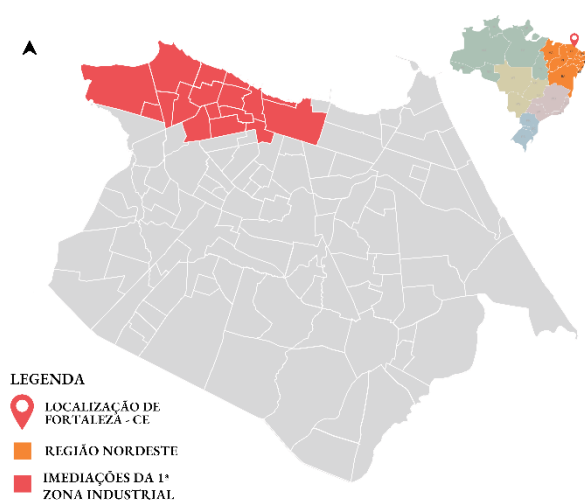 LEGENDA
LOCALIZAÇÃO DE
FORTALEZA - CE
REGIÃO NORDESTE
IMEDIAÇÕES DA 1ª
ZONA INDUSTRIAL